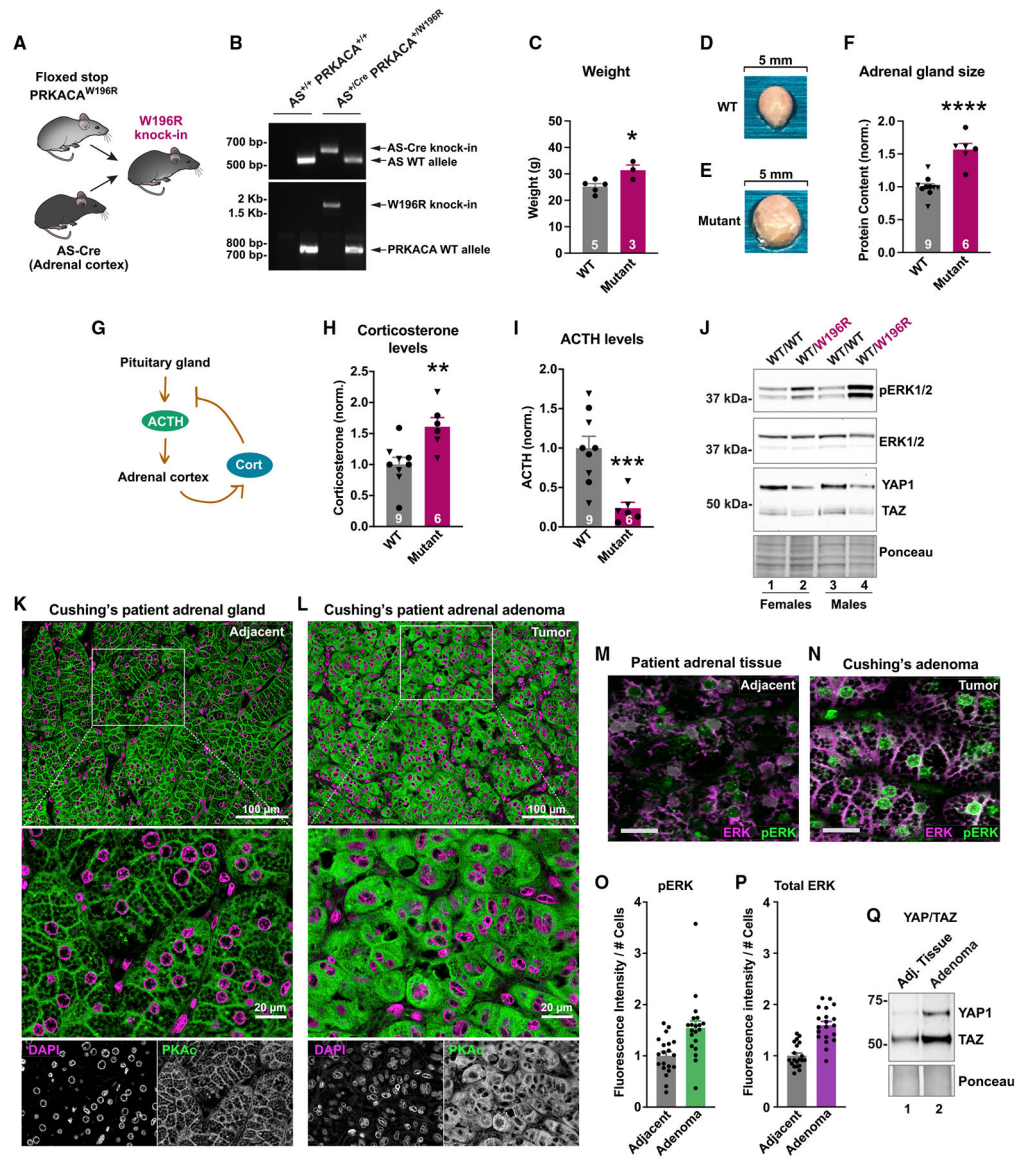 A
Floxed stop
PRKACA^W196R
W196R
knock-in
AS-Cre
(Adrenal cortex)
B
AS^+/+ PRKACA^+/+
AS^+/Cre PRKACA^+/W196R
700 bp-
500 bp-
AS-Cre knock-in
AS WT allele
2 Kb-
1.5 Kb-
800 bp-
700 bp-
W196R knock-in
PRKACA WT allele
C
Weight
Weight (g)
60
50
40
30
20
10
0
*
5
3
WT
Mutant
D
5 mm
WT
E
5 mm
Mutant
F
Adrenal gland size
Protein Content (norm.)
2.0
1.5
1.0
0.5
0.0
****
9
6
WT
Mutant
G
Pituitary gland
ACTH
Adrenal cortex
Cort
H
Corticosterone
levels
Corticosterone (norm.)
2.5
2.0
1.5
1.0
0.5
0.0
**
9
6
WT
Mutant
I
ACTH levels
ACTH (norm.)
2.0
1.5
1.0
0.5
0.0
***
9
6
WT
Mutant
J
WT/WT
WT/W196R
WT/WT
WT/W196R
37 kDa-
pERK1/2
37 kDa-
ERK1/2
50 kDa-
YAP1
TAZ
Ponceau
1 2 3 4
Females Males
K
Cushing's patient adrenal gland
Adjacent
100 µm
20 µm
DAPI
PKAc
L
Cushing's patient adrenal adenoma
Tumor
100 µm
20 µm
DAPI
PKAc
M
Patient adrenal tissue
Adjacent
ERK pERK
N
Cushing's adenoma
Tumor
ERK pERK
O
pERK
Fluorescence Intensity / # Cells
4
3
2
1
0
Adjacent
Adenoma
P
Total ERK
Fluorescence intensity / # Cells
4
3
2
1
0
Adjacent
Adenoma
Q
YAP/TAZ
Adj. Tissue
Adenoma
75-
50-
YAP1
TAZ
Ponceau
1 2